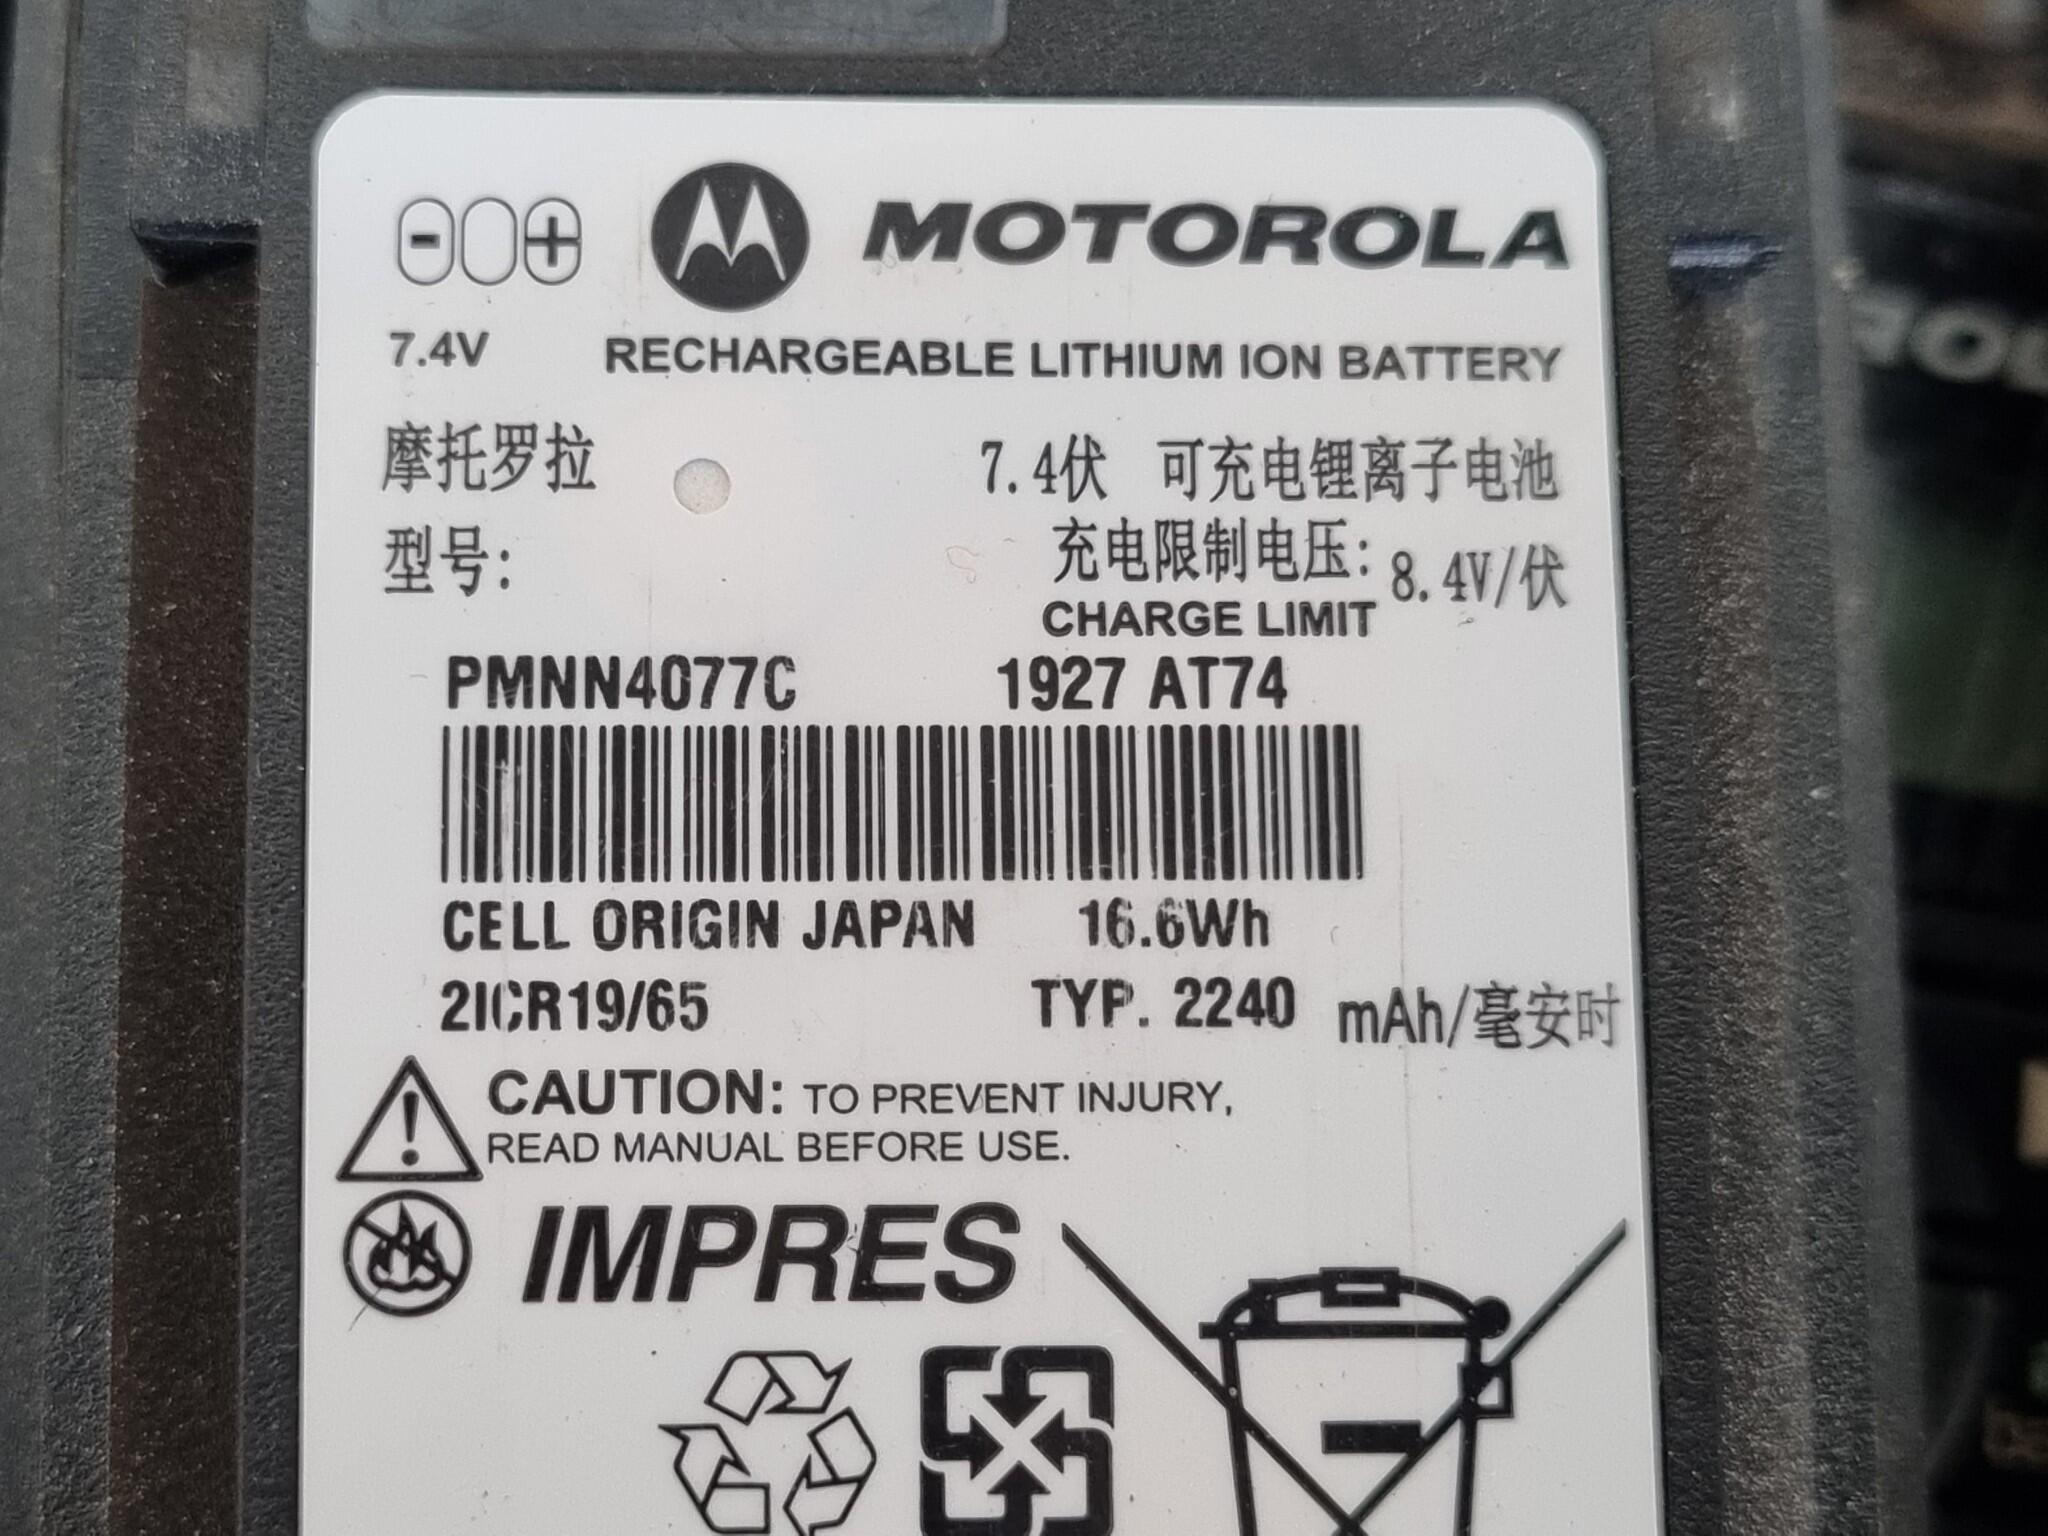 - +
MOTOROLA
7.4V RECHARGEABLE LITHIUM ION BATTERY
摩托罗拉 7.4伏 可充电锂离子电池
型号: 充电限制电压: 8.4V/伏
CHARGE LIMIT
PMNN4077C 1927 AT74
CELL ORIGIN JAPAN 16.6Wh
2ICR19/65 TYP. 2240 mAh/毫安时
CAUTION: TO PREVENT INJURY,
READ MANUAL BEFORE USE.
IMPRES